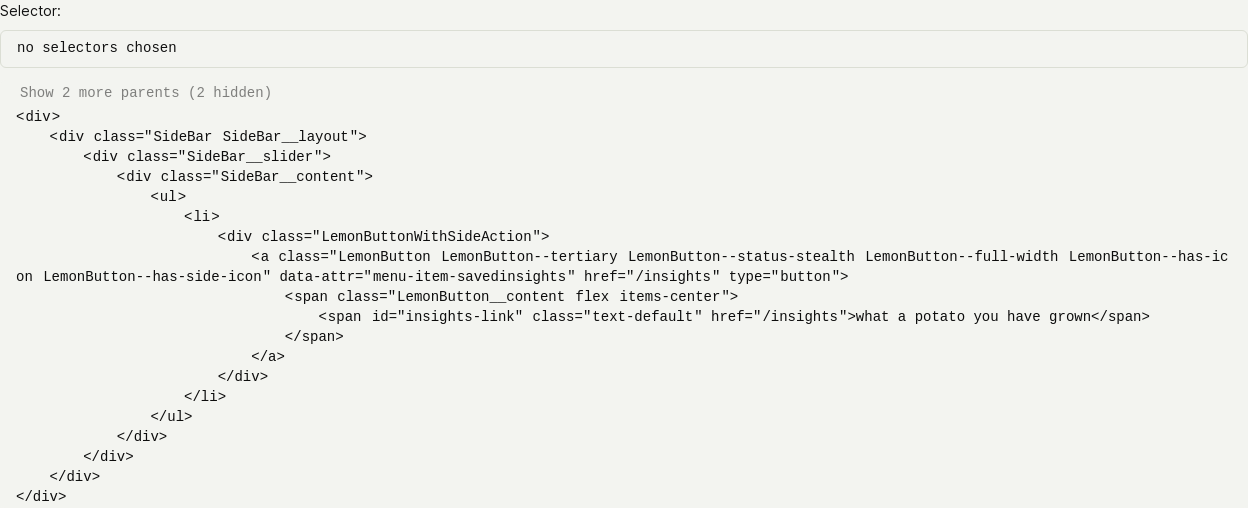 Selector:
no selectors chosen
Show 2 more parents (2 hidden)
<div>
<div class="SideBar SideBar__layout">
<div class="SideBar__slider">
<div class="SideBar__content">
<ul>
<li>
<div class="LemonButtonWithSideAction">
<a class="LemonButton LemonButton--tertiary LemonButton--status-stealth LemonButton--full-width LemonButton--has-ic
on LemonButton--has-side-icon" data-attr="menu-item-savedinsights" href="/insights" type="button">
<span class="LemonButton__content flex items-center">
<span id="insights-link" class="text-default" href="/insights">what a potato you have grown</span>
</span>
</a>
</div>
</li>
</ul>
</div>
</div>
</div>
</div>